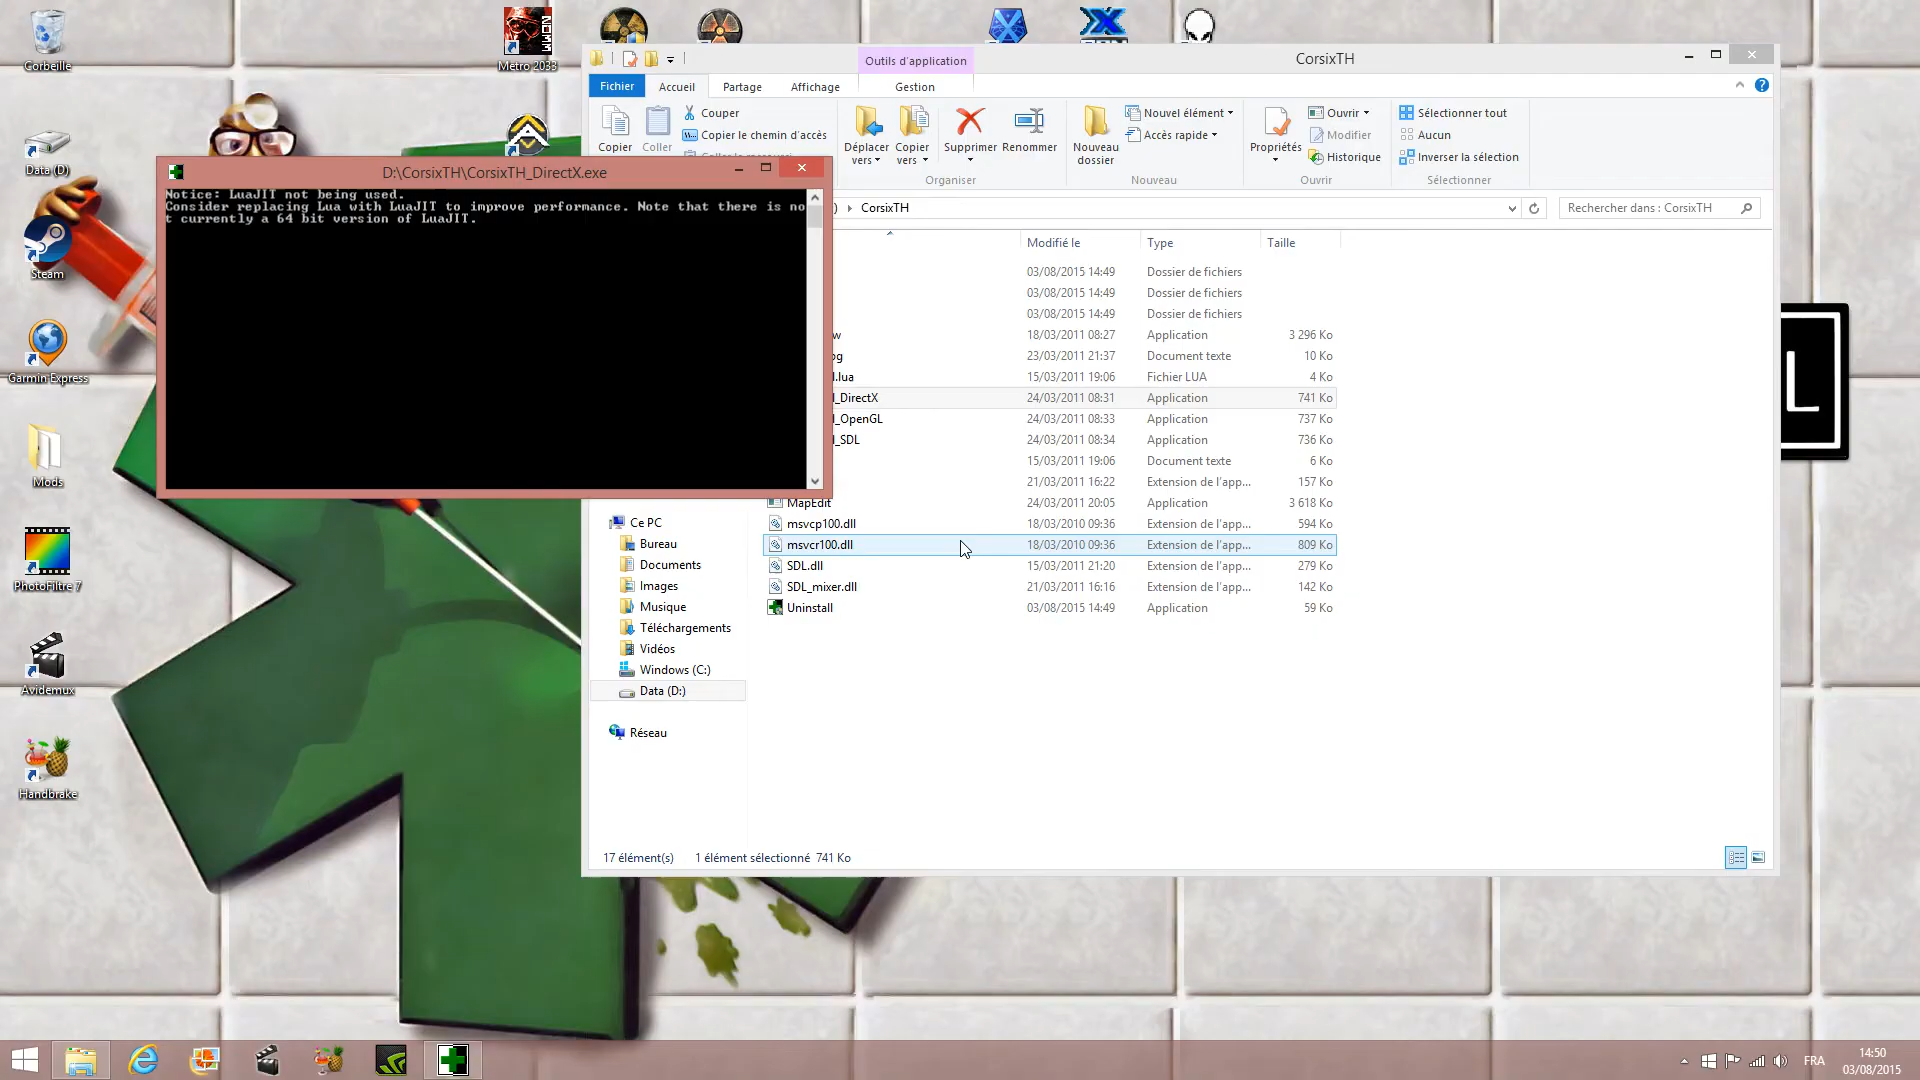 Corbeille
Metro 2033
Data (D)
Steam
Garmin Express
Mods
PhotoFiltre 7
Avidemux
Handbrake
Outils d'application
CorsixTH
Fichier
Accueil
Partage
Affichage
Gestion
Copier
Coller
Couper
Copier le chemin d'accès
Déplacer vers
Copier vers
Supprimer
Renommer
Organiser
Nouveau dossier
Nouvel élément
Accès rapide
Nouveau
Propriétés
Ouvrir
Modifier
Historique
Ouvrir
Sélectionner tout
Aucun
Inverser la sélection
Sélectionner
D:\CorsixTH\CorsixTH_DirectX.exe
Notice: LuaJIT not being used.
Consider replacing Lua with LuaJIT to improve performance. Note that there is no
t currently a 64 bit version of LuaJIT.
) CorsixTH
Rechercher dans : CorsixTH
Modifié le Type Taille
03/08/2015 14:49 Dossier de fichiers
03/08/2015 14:49 Dossier de fichiers
03/08/2015 14:49 Dossier de fichiers
w 18/03/2011 08:27 Application 3 296 Ko
og 23/03/2011 21:37 Document texte 10 Ko
.lua 15/03/2011 19:06 Fichier LUA 4 Ko
_DirectX 24/03/2011 08:31 Application 741 Ko
_OpenGL 24/03/2011 08:33 Application 737 Ko
_SDL 24/03/2011 08:34 Application 736 Ko
15/03/2011 19:06 Document texte 6 Ko
21/03/2011 16:22 Extension de l'app... 157 Ko
MapEdit 24/03/2011 20:05 Application 3 618 Ko
msvcp100.dll 18/03/2010 09:36 Extension de l'app... 594 Ko
msvcr100.dll 18/03/2010 09:36 Extension de l'app... 809 Ko
SDL.dll 15/03/2011 21:20 Extension de l'app... 279 Ko
SDL_mixer.dll 21/03/2011 16:16 Extension de l'app... 142 Ko
Uninstall 03/08/2015 14:49 Application 59 Ko
Ce PC
Bureau
Documents
Images
Musique
Téléchargements
Vidéos
Windows (C:)
Data (D:)
Réseau
17 élément(s) 1 élément sélectionné 741 Ko
L
FRA
14:50
03/08/2015